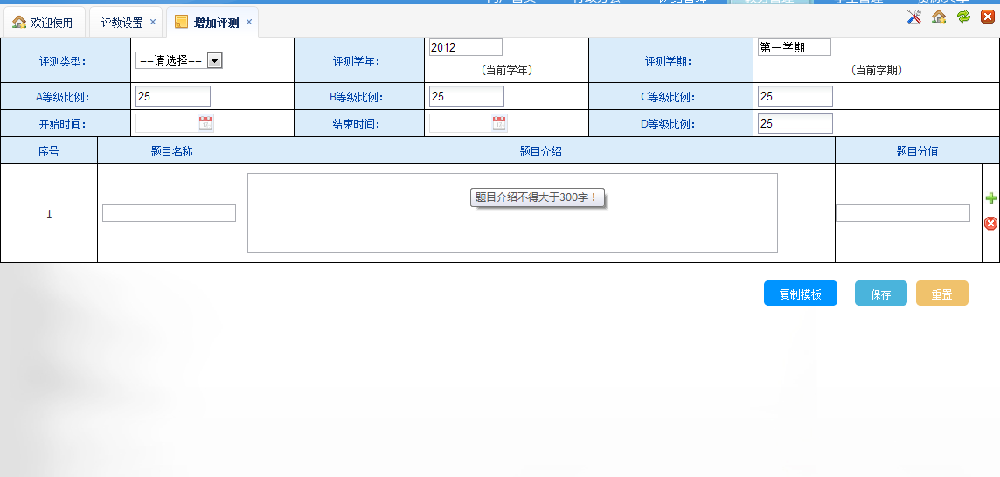 欢迎使用 评教设置 × 增加评测 ×
评测类型： ==请选择== 评测学年： 2012 (当前学年) 评测学期： 第一学期 (当前学期)
A等级比例： 25 B等级比例： 25 C等级比例： 25
开始时间： 结束时间： D等级比例： 25
序号 题目名称 题目介绍 题目分值
1
题目介绍不得大于300字！
复制模板 保存 重置